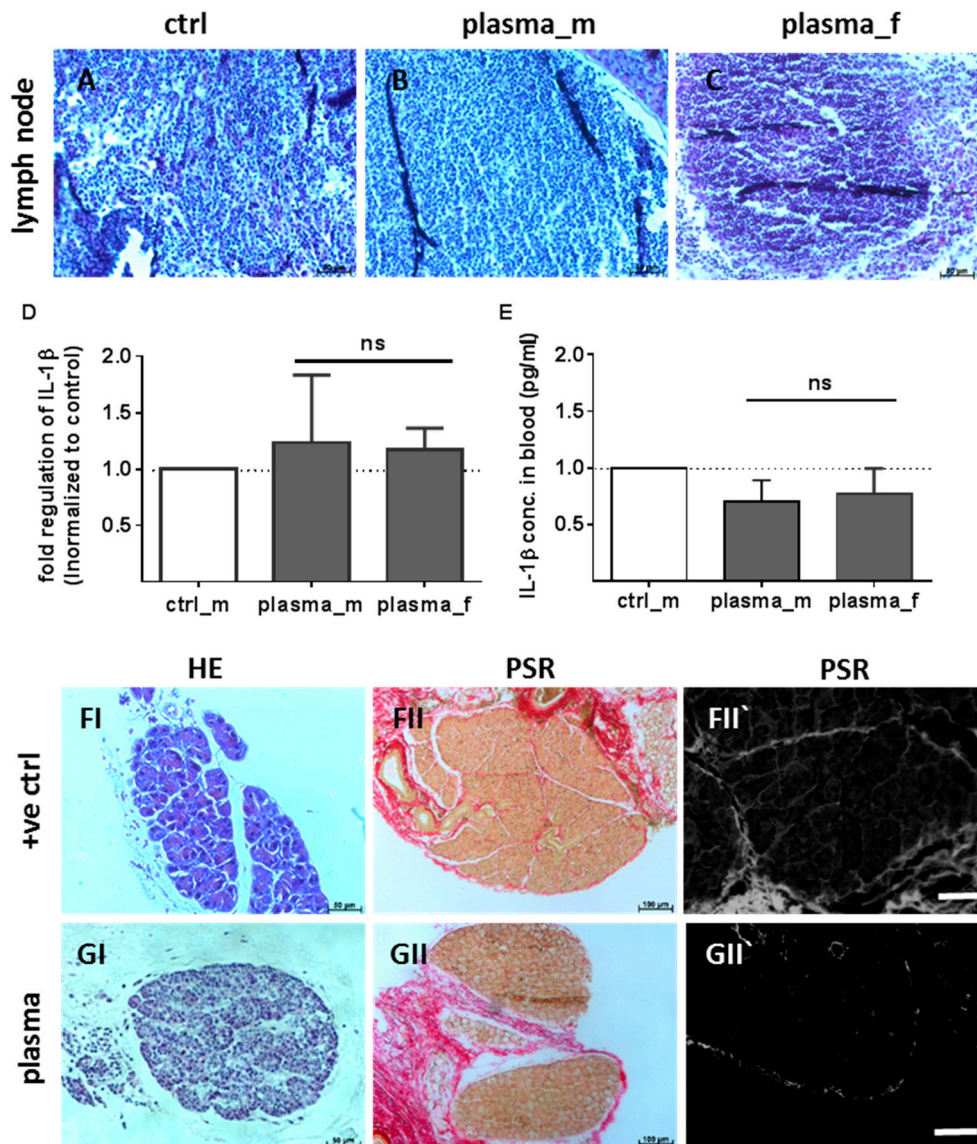 ctrl plasma_m plasma_f
lymph node
A B C
50 µm
D
fold regulation of IL-1β
(Inormalized to control)
2.0
1.5
1.0
0.5
ns
ctrl_m plasma_m plasma_f
E
IL-1β conc. in blood (pg/mL)
2.0
1.5
1.0
0.5
ns
ctrl_m plasma_m plasma_f
HE PSR PSR
+ve ctrl
FI FII FII`
50 µm 100 µm
plasma
GI GII GII`
50 µm 100 µm